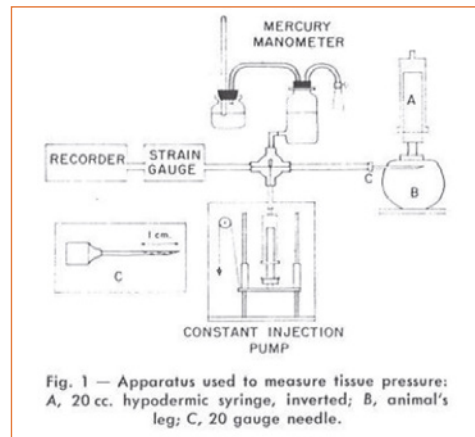 MERCURY
MANOMETER
A
RECORDER
STRAIN
GAUGE
C
B
1 cm.
C
CONSTANT INJECTION
PUMP
Fig. 1 — Apparatus used to measure tissue pressure:
A, 20 cc. hypodermic syringe, inverted; B, animal's
leg; C, 20 gauge needle.